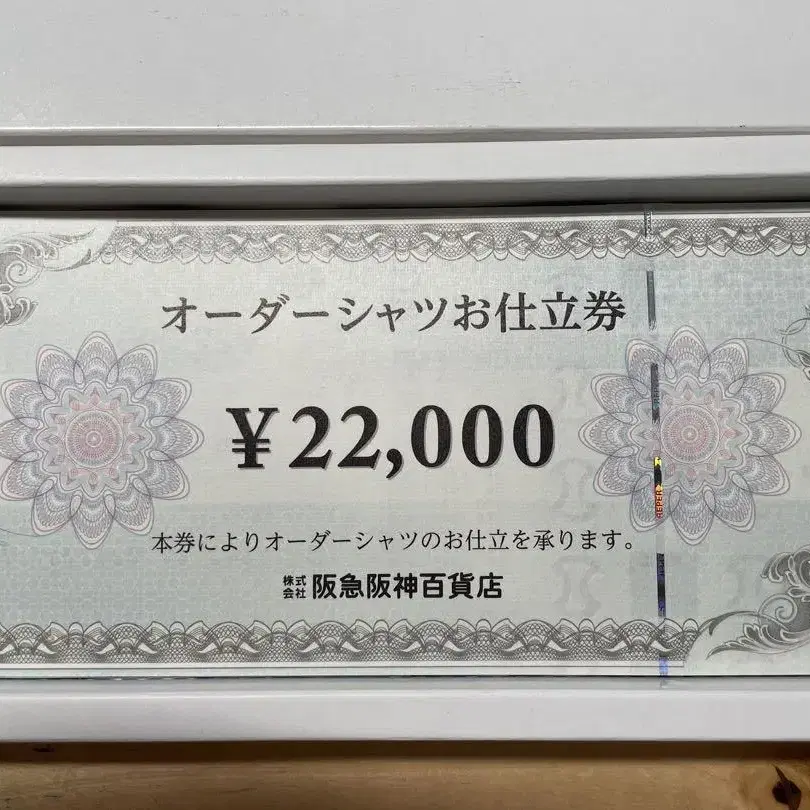 オーダーシャツお仕立券
¥22,000
本券によりオーダーシャツのお仕立を承ります。
株式会社 阪急阪神百貨店